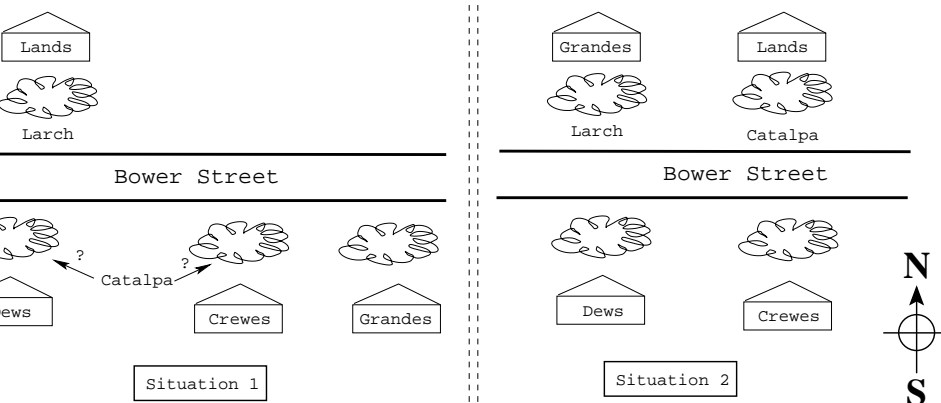 Lands
Larch
Bower Street
?
?
Catalpa
ews
Crewes
Grandes
Situation 1
Grandes
Lands
Larch
Catalpa
Bower Street
Dews
Crewes
Situation 2
N
S